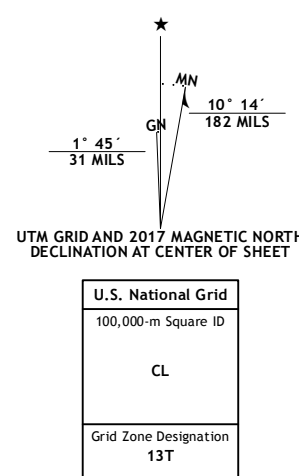 ★
MN
GN
10° 14´
182 MILS
1° 45´
31 MILS
UTM GRID AND 2017 MAGNETIC NORTH
DECLINATION AT CENTER OF SHEET
U.S. National Grid
100,000-m Square ID
CL
Grid Zone Designation
13T